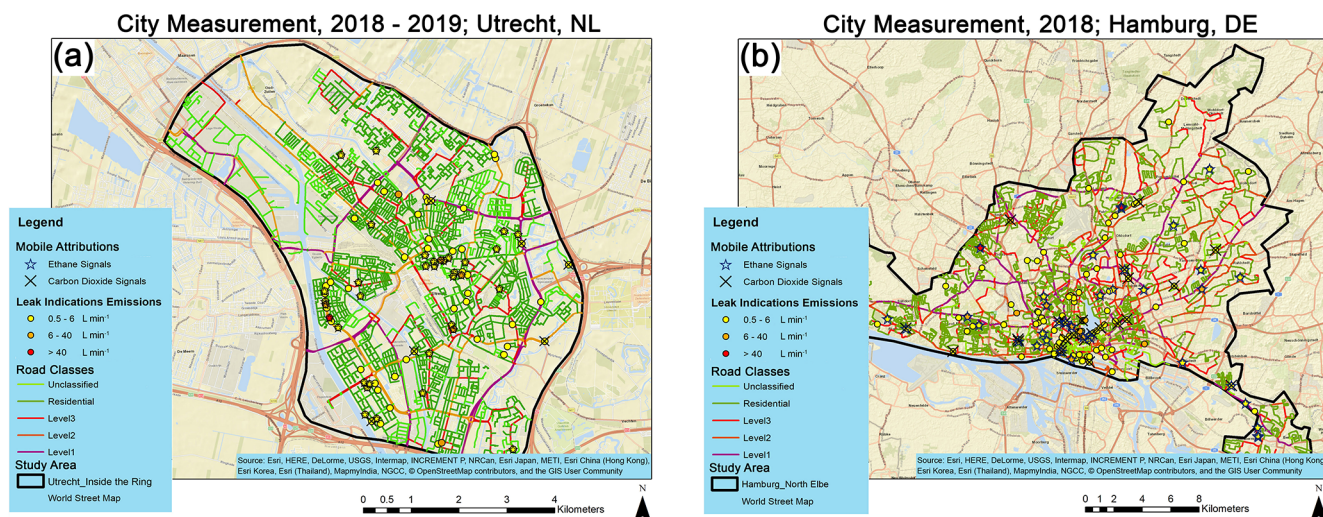 City Measurement, 2018 - 2019; Utrecht, NL
(a)
Legend
Mobile Attributions
Ethane Signals
Carbon Dioxide Signals
Leak Indications Emissions
0.5 - 6 L min⁻¹
6 - 40 L min⁻¹
> 40 L min⁻¹
Road Classes
Unclassified
Residential
Level3
Level2
Level1
Study Area
Utrecht_Inside the Ring
World Street Map
Source: Esri, HERE, DeLorme, USGS, Intermap, INCREMENT P, NRCan, Esri Japan, METI, Esri China (Hong Kong),
Esri Korea, Esri (Thailand), MapmyIndia, NGCC, © OpenStreetMap contributors, and the GIS User Community
0 0.5 1 2 3 4
Kilometers
N
City Measurement, 2018; Hamburg, DE
(b)
Legend
Mobile Attributions
Ethane Signals
Carbon Dioxide Signals
Leak Indications Emissions
0.5 - 6 L min⁻¹
6 - 40 L min⁻¹
> 40 L min⁻¹
Road Classes
Unclassified
Residential
Level3
Level2
Level1
Study Area
Hamburg_North Elbe
World Street Map
Source: Esri, HERE, DeLorme, USGS, Intermap, INCREMENT P, NRCan, Esri Japan, METI, Esri China (Hong Kong),
Esri Korea, Esri (Thailand), MapmyIndia, NGCC, © OpenStreetMap contributors, and the GIS User Community
0 1 2 4 6 8
Kilometers
N